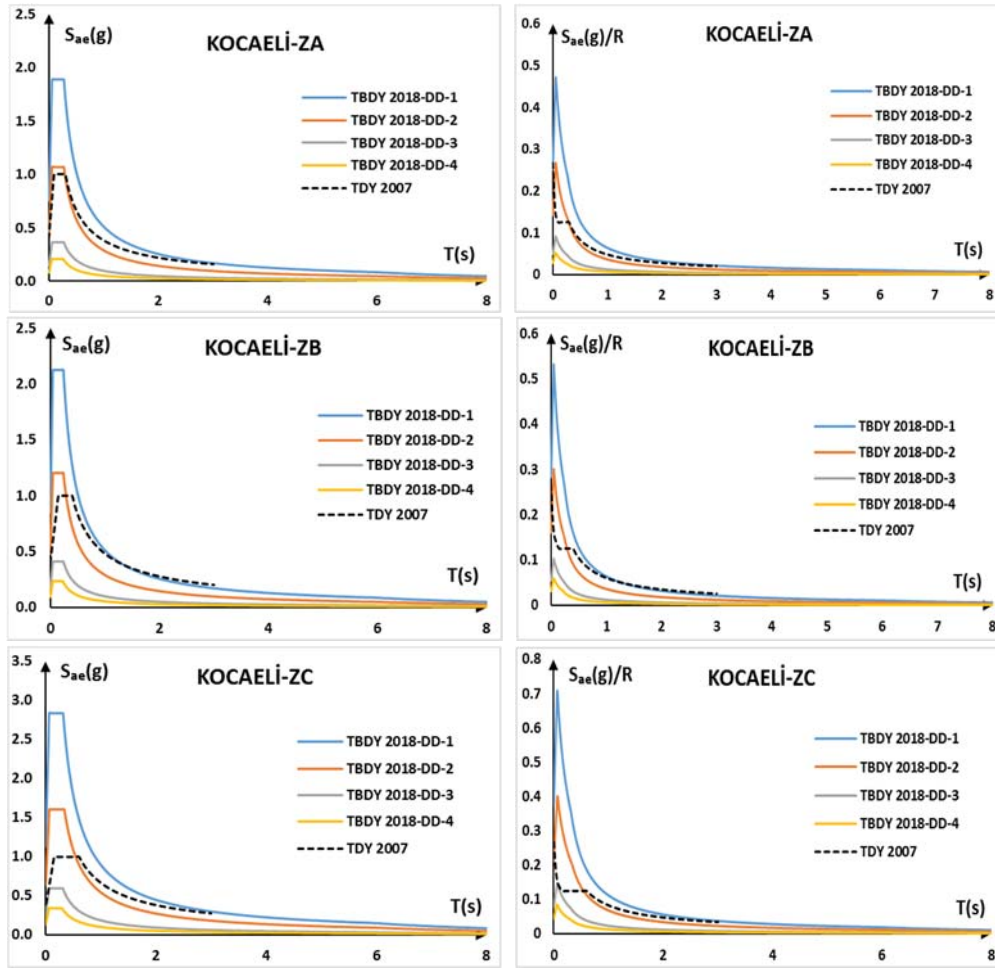 2.5
S_ae(g)
KOCAELİ-ZA
2.0
1.5
1.0
0.5
0.0
TBDY 2018-DD-1
TBDY 2018-DD-2
TBDY 2018-DD-3
TBDY 2018-DD-4
TDY 2007
T(s)
0 2 4 6 8
0.6
S_ae(g)/R
KOCAELİ-ZA
0.5
0.4
0.3
0.2
0.1
0
TBDY 2018-DD-1
TBDY 2018-DD-2
TBDY 2018-DD-3
TBDY 2018-DD-4
TDY 2007
T(s)
0 1 2 3 4 5 6 7 8
2.5
S_ae(g)
KOCAELİ-ZB
2.0
1.5
1.0
0.5
0.0
TBDY 2018-DD-1
TBDY 2018-DD-2
TBDY 2018-DD-3
TBDY 2018-DD-4
TDY 2007
T(s)
0 2 4 6 8
0.6
S_ae(g)/R
KOCAELİ-ZB
0.5
0.4
0.3
0.2
0.1
0
TBDY 2018-DD-1
TBDY 2018-DD-2
TBDY 2018-DD-3
TBDY 2018-DD-4
TDY 2007
T(s)
0 1 2 3 4 5 6 7 8
3.5
S_ae(g)
KOCAELİ-ZC
3.0
2.5
2.0
1.5
1.0
0.5
0.0
TBDY 2018-DD-1
TBDY 2018-DD-2
TBDY 2018-DD-3
TBDY 2018-DD-4
TDY 2007
T(s)
0 2 4 6 8
0.8
S_ae(g)/R
KOCAELİ-ZC
0.7
0.6
0.5
0.4
0.3
0.2
0.1
0
TBDY 2018-DD-1
TBDY 2018-DD-2
TBDY 2018-DD-3
TBDY 2018-DD-4
TDY 2007
T(s)
0 1 2 3 4 5 6 7 8